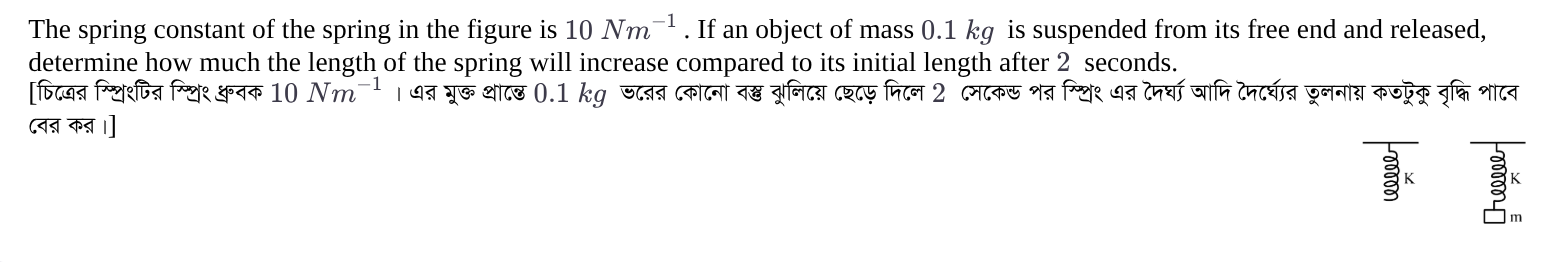 The spring constant of the spring in the figure is 10 Nm⁻¹ . If an object of mass 0.1 kg is suspended from its free end and released,
determine how much the length of the spring will increase compared to its initial length after 2 seconds.
[চিত্রের স্প্রিংটির স্প্রিং ধ্রুবক 10 Nm⁻¹ । এর মুক্ত প্রান্তে 0.1 kg ভরের কোনো বস্তু ঝুলিয়ে ছেড়ে দিলে 2 সেকেন্ড পর স্প্রিং এর দৈর্ঘ্য আদি দৈর্ঘ্যের তুলনায় কতটুকু বৃদ্ধি পাবে
বের কর।]
K
K
m